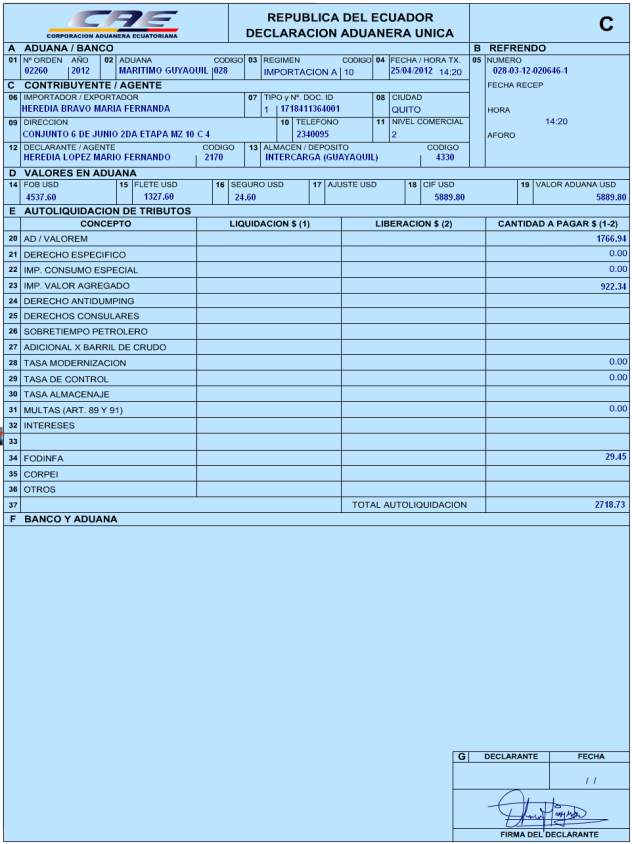 CAE
CORPORACION ADUANERA ECUATORIANA
REPUBLICA DEL ECUADOR
DECLARACION ADUANERA UNICA
C
A ADUANA / BANCO
B REFRENDO
01 Nº ORDEN AÑO 02 ADUANA CODIGO 03 REGIMEN CODIGO 04 FECHA / HORA TX. 05 NUMERO
02260 2012 MARITIMO GUYAQUIL 028 IMPORTACION A 10 25/04/2012 14:20 028-03-12-020646-1
C CONTRIBUYENTE / AGENTE
FECHA RECEP
06 IMPORTADOR / EXPORTADOR 07 TIPO y Nº. DOC. ID 08 CIUDAD
HEREDIA BRAVO MARIA FERNANDA 1 1718411364001 QUITO
HORA
14:20
09 DIRECCION 10 TELEFONO 11 NIVEL COMERCIAL
CONJUNTO 6 DE JUNIO 2DA ETAPA MZ 10 C 4 2340095 2
AFORO
12 DECLARANTE / AGENTE CODIGO 13 ALMACEN / DEPOSITO CODIGO
HEREDIA LOPEZ MARIO FERNANDO 2170 INTERCARGA (GUAYAQUIL) 4330
D VALORES EN ADUANA
14 FOB USD 15 FLETE USD 16 SEGURO USD 17 AJUSTE USD 18 CIF USD 19 VALOR ADUANA USD
4537.60 1327.60 24.60 5889.80 5889.80
E AUTOLIQUIDACION DE TRIBUTOS
CONCEPTO LIQUIDACION $ (1) LIBERACION $ (2) CANTIDAD A PAGAR $ (1-2)
20 AD / VALOREM 1766.94
21 DERECHO ESPECIFICO 0.00
22 IMP. CONSUMO ESPECIAL 0.00
23 IMP. VALOR AGREGADO 922.34
24 DERECHO ANTIDUMPING
25 DERECHOS CONSULARES
26 SOBRETIEMPO PETROLERO
27 ADICIONAL X BARRIL DE CRUDO
28 TASA MODERNIZACION 0.00
29 TASA DE CONTROL 0.00
30 TASA ALMACENAJE
31 MULTAS (ART. 89 Y 91) 0.00
32 INTERESES
33
34 FODINFA 29.45
35 CORPEI
36 OTROS
37 TOTAL AUTOLIQUIDACION 2718.73
F BANCO Y ADUANA
G DECLARANTE FECHA
/ /
FIRMA DEL DECLARANTE